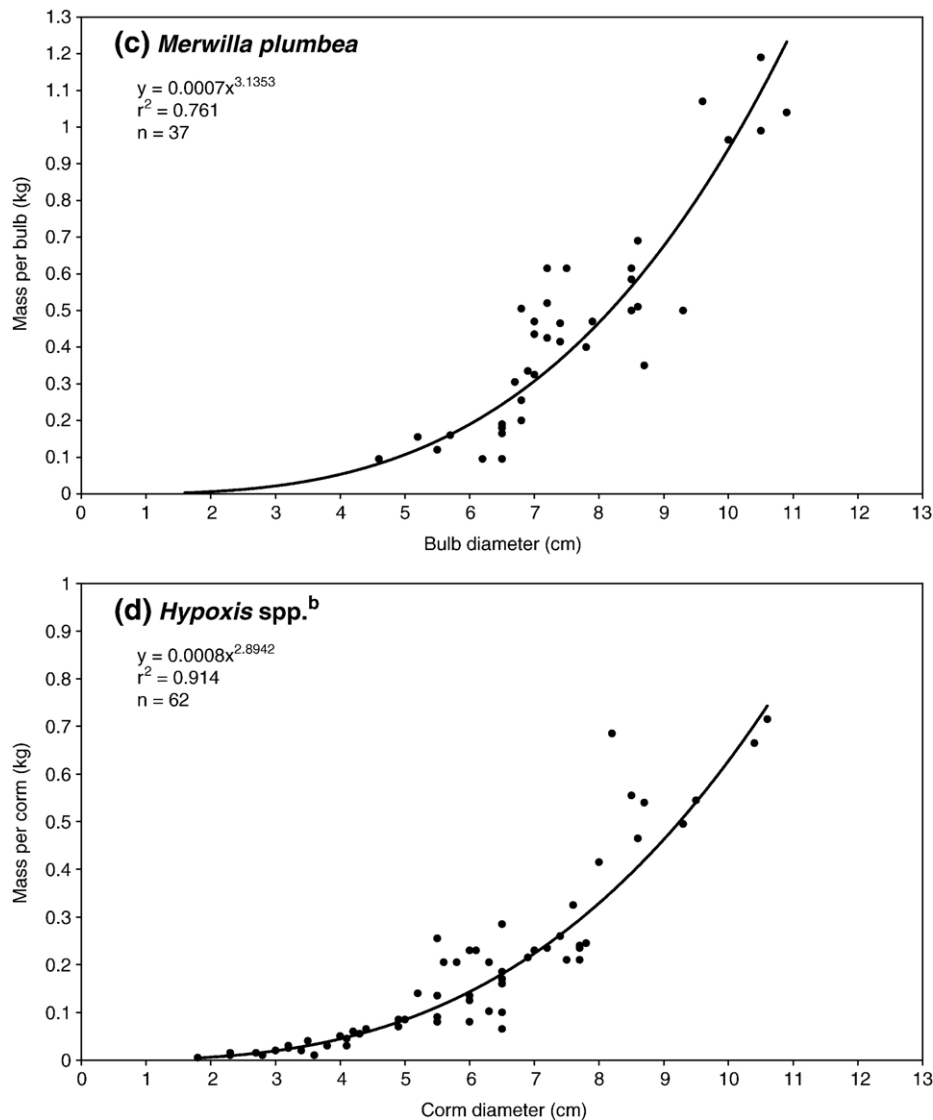 (c) Merwilla plumbea
y = 0.0007x^3.1353
r² = 0.761
n = 37
1.3
1.2
1.1
1
0.9
0.8
0.7
0.6
0.5
0.4
0.3
0.2
0.1
0
Mass per bulb (kg)
0 1 2 3 4 5 6 7 8 9 10 11 12 13
Bulb diameter (cm)
(d) Hypoxis spp.ᵇ
y = 0.0008x^2.8942
r² = 0.914
n = 62
1
0.9
0.8
0.7
0.6
0.5
0.4
0.3
0.2
0.1
0
Mass per corm (kg)
0 1 2 3 4 5 6 7 8 9 10 11 12 13
Corm diameter (cm)